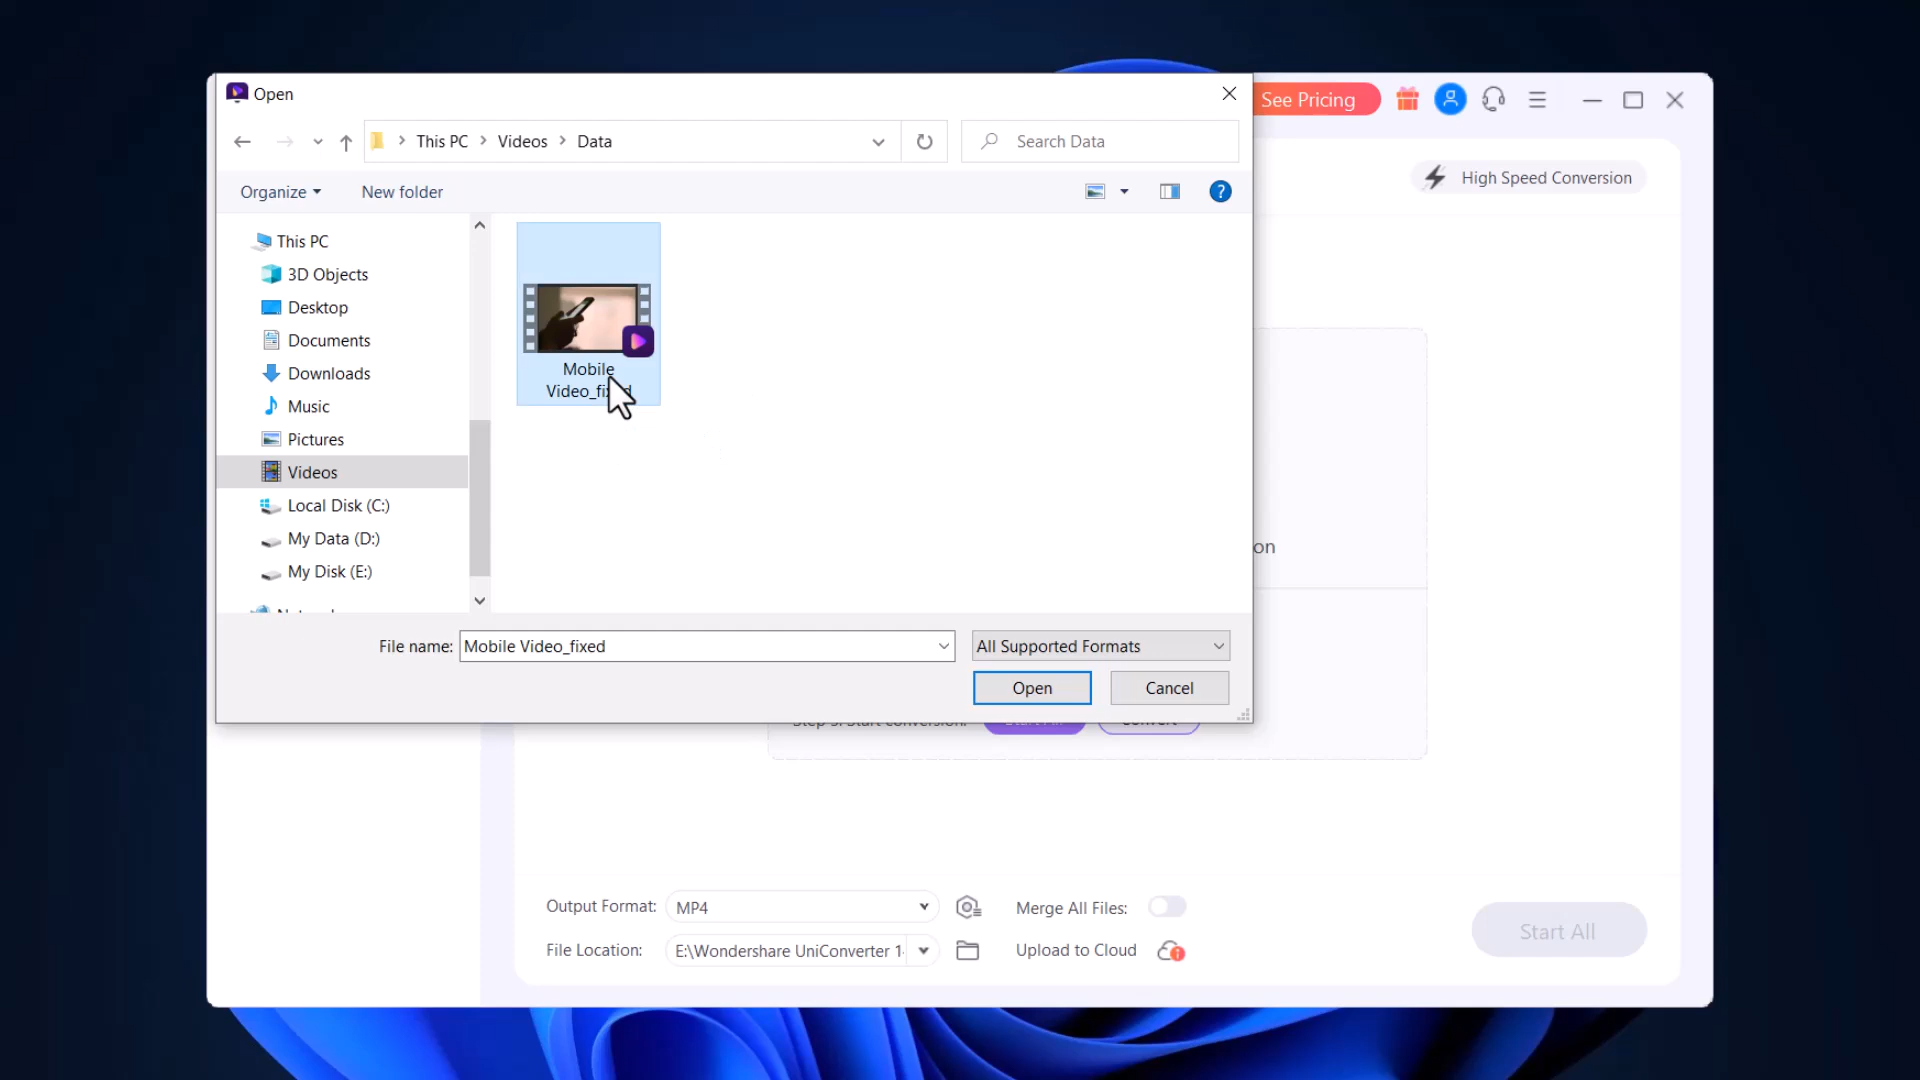 Open
See Pricing
This PC > Videos > Data
Search Data
High Speed Conversion
Organize
New folder
This PC
3D Objects
Desktop
Documents
Downloads
Music
Pictures
Videos
Local Disk (C:)
My Data (D:)
My Disk (E:)
Mobile
on
File name: Mobile Video_fixed
All Supported Formats
Open
Cancel
Output Format: MP4
Merge All Files:
File Location: E:\Wondershare UniConverter 1
Upload to Cloud
Start All